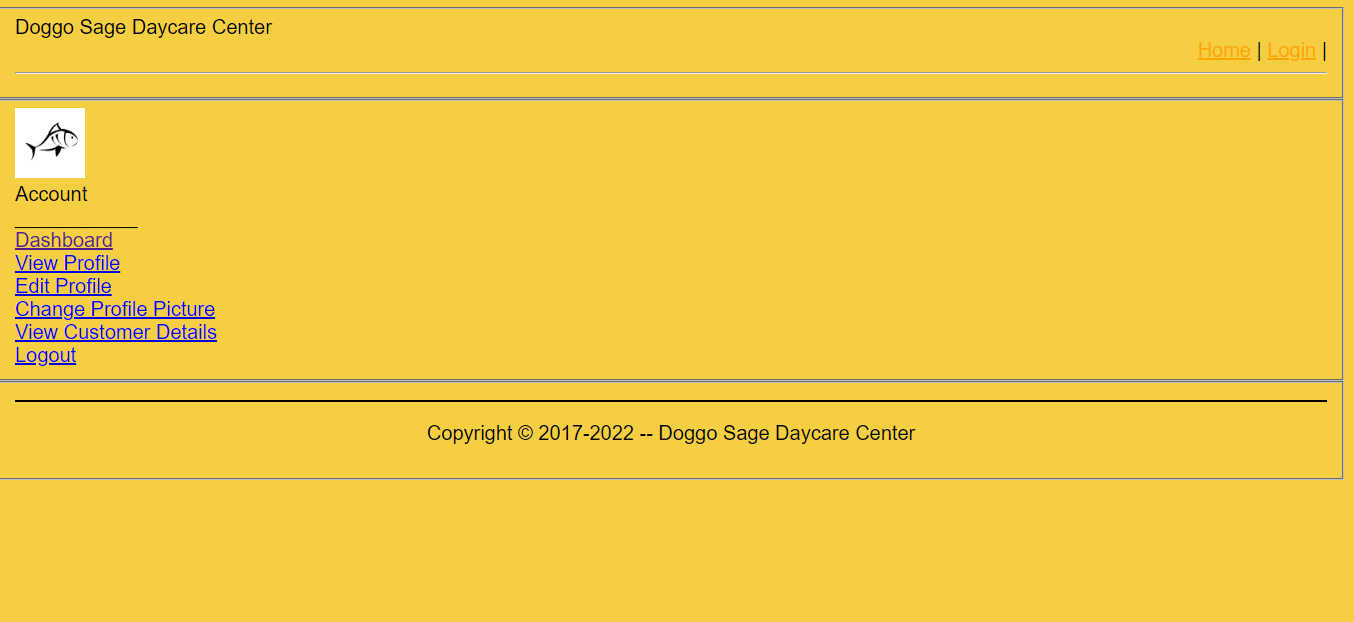 Doggo Sage Daycare Center
Home | Login |
Account
___________
Dashboard
View Profile
Edit Profile
Change Profile Picture
View Customer Details
Logout
Copyright © 2017-2022 -- Doggo Sage Daycare Center